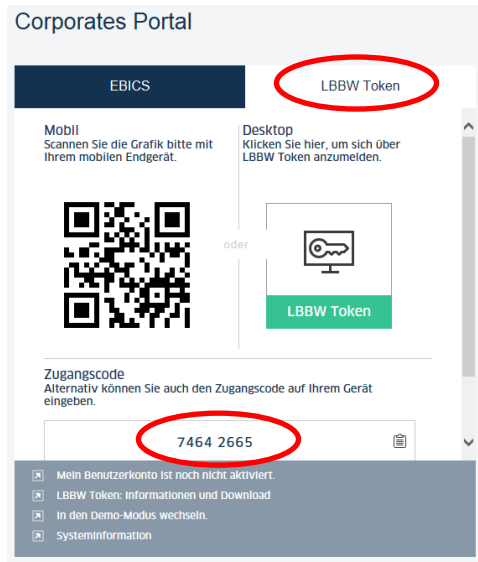 Corporates Portal
EBICS
LBBW Token
Mobil
Scannen Sie die Grafik bitte mit
Ihrem mobilen Endgerät.
oder
Desktop
Klicken Sie hier, um sich über
LBBW Token anzumelden.
LBBW Token
Zugangscode
Alternativ können Sie auch den Zugangscode auf Ihrem Gerät
eingeben.
7464 2665
Mein Benutzerkonto ist noch nicht aktiviert.
LBBW Token: Informationen und Download
In den Demo-Modus wechseln.
Systeminformation